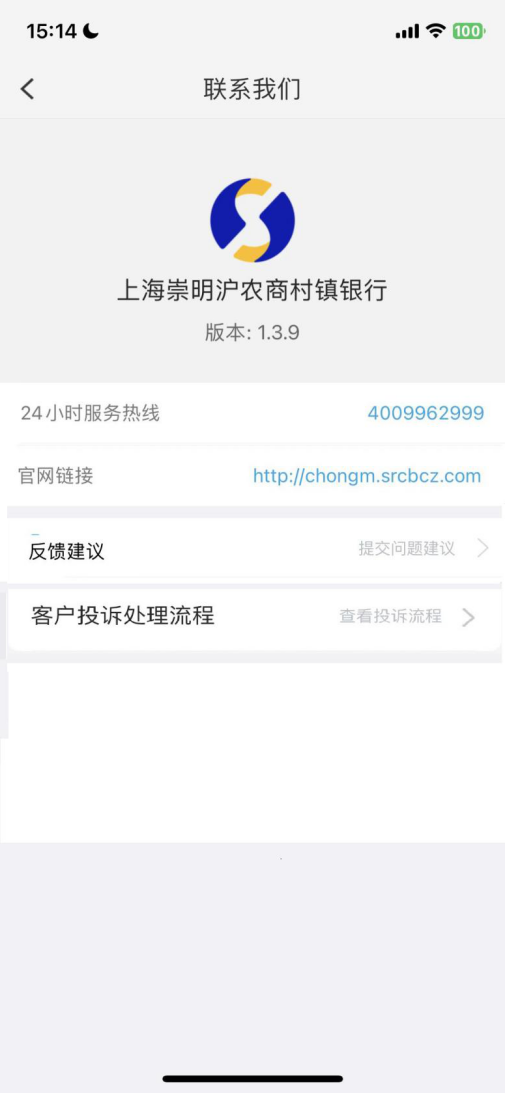 15:14
100
联系我们
上海崇明沪农商村镇银行
版本: 1.3.9
24小时服务热线 4009962999
官网链接 http://chongm.srcbcz.com
反馈建议 提交问题建议
客户投诉处理流程 查看投诉流程